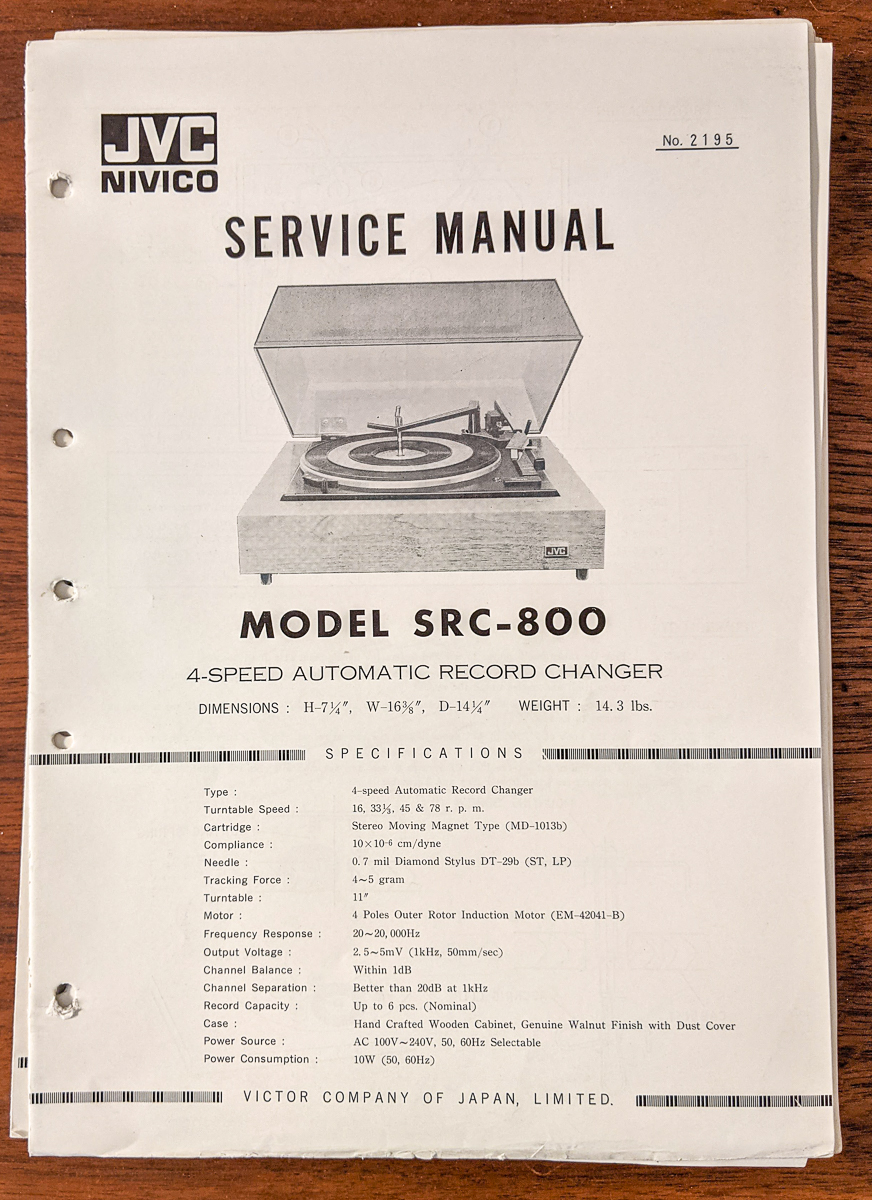 JVC
NIVICO
No. 2195
SERVICE MANUAL
JVC
MODEL SRC-800
4-SPEED AUTOMATIC RECORD CHANGER
DIMENSIONS : H-7¼″, W-16⅜″, D-14¼″ WEIGHT : 14.3 lbs.
SPECIFICATIONS
Type : 4-speed Automatic Record Changer
Turntable Speed : 16, 33⅓, 45 & 78 r. p. m.
Cartridge : Stereo Moving Magnet Type (MD-1013b)
Compliance : 10×10⁻⁶ cm/dyne
Needle : 0.7 mil Diamond Stylus DT-29b (ST, LP)
Tracking Force : 4~5 gram
Turntable : 11″
Motor : 4 Poles Outer Rotor Induction Motor (EM-42041-B)
Frequency Response : 20~20,000Hz
Output Voltage : 2.5~5mV (1kHz, 50mm/sec)
Channel Balance : Within 1dB
Channel Separation : Better than 20dB at 1kHz
Record Capacity : Up to 6 pcs. (Nominal)
Case : Hand Crafted Wooden Cabinet, Genuine Walnut Finish with Dust Cover
Power Source : AC 100V~240V, 50, 60Hz Selectable
Power Consumption : 10W (50, 60Hz)
VICTOR COMPANY OF JAPAN, LIMITED.